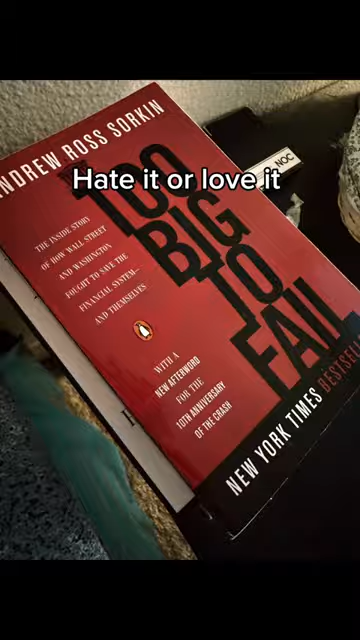 ANDREW ROSS SORKIN
TOO
BIG
TO
FAIL
Hate it or love it
NOC
THE INSIDE STORY
OF HOW WALL STREET
AND WASHINGTON
FOUGHT TO SAVE THE
FINANCIAL SYSTEM—
AND THEMSELVES
WITH A
NEW AFTERWORD
FOR THE
10TH ANNIVERSARY
OF THE CRASH
NEW YORK TIMES BESTSELLER